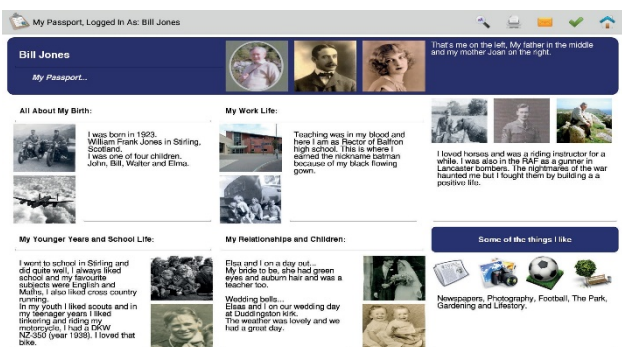 My Passport, Logged In As: Bill Jones
Bill Jones
My Passport...
That's me on the left, My father in the middle
and my mother Joan on the right.
All About My Birth:
I was born in 1923.
William Frank Jones in Stirling,
Scotland.
I was one of four children.
John, Bill, Walter and Elma.
My Work Life:
Teaching was in my blood and
here I am as Rector of Balfron
high school. This is where I
earned the nickname batman
because of my black flowing
gown.
I loved horses and was a riding instructor for a
while. I was also in the RAF as a gunner in
Lancaster bombers. The nightmares of the war
haunted me but I fought them by building a a
positive life.
My Younger Years and School Life:
I went to school in Stirling and
did quite well, I always liked
school and my favourite
subjects were English and
Maths, I also liked cross country
running.
In my youth I liked scouts and in
my teenager years I liked
tinkering and riding my
motorcycle, I had a DKW
NZ-350 (year 1938). I loved that
bike.
My Relationships and Children:
Elsa and I on a day out...
My bride to be, she had green
eyes and auburn hair and was a
teacher too.
Wedding bells...
Elsas and I on our wedding day
at Duddingston kirk.
The weather was lovely and we
had a great day.
Some of the things I like
Newspapers, Photography, Football, The Park,
Gardening and Lifestory.